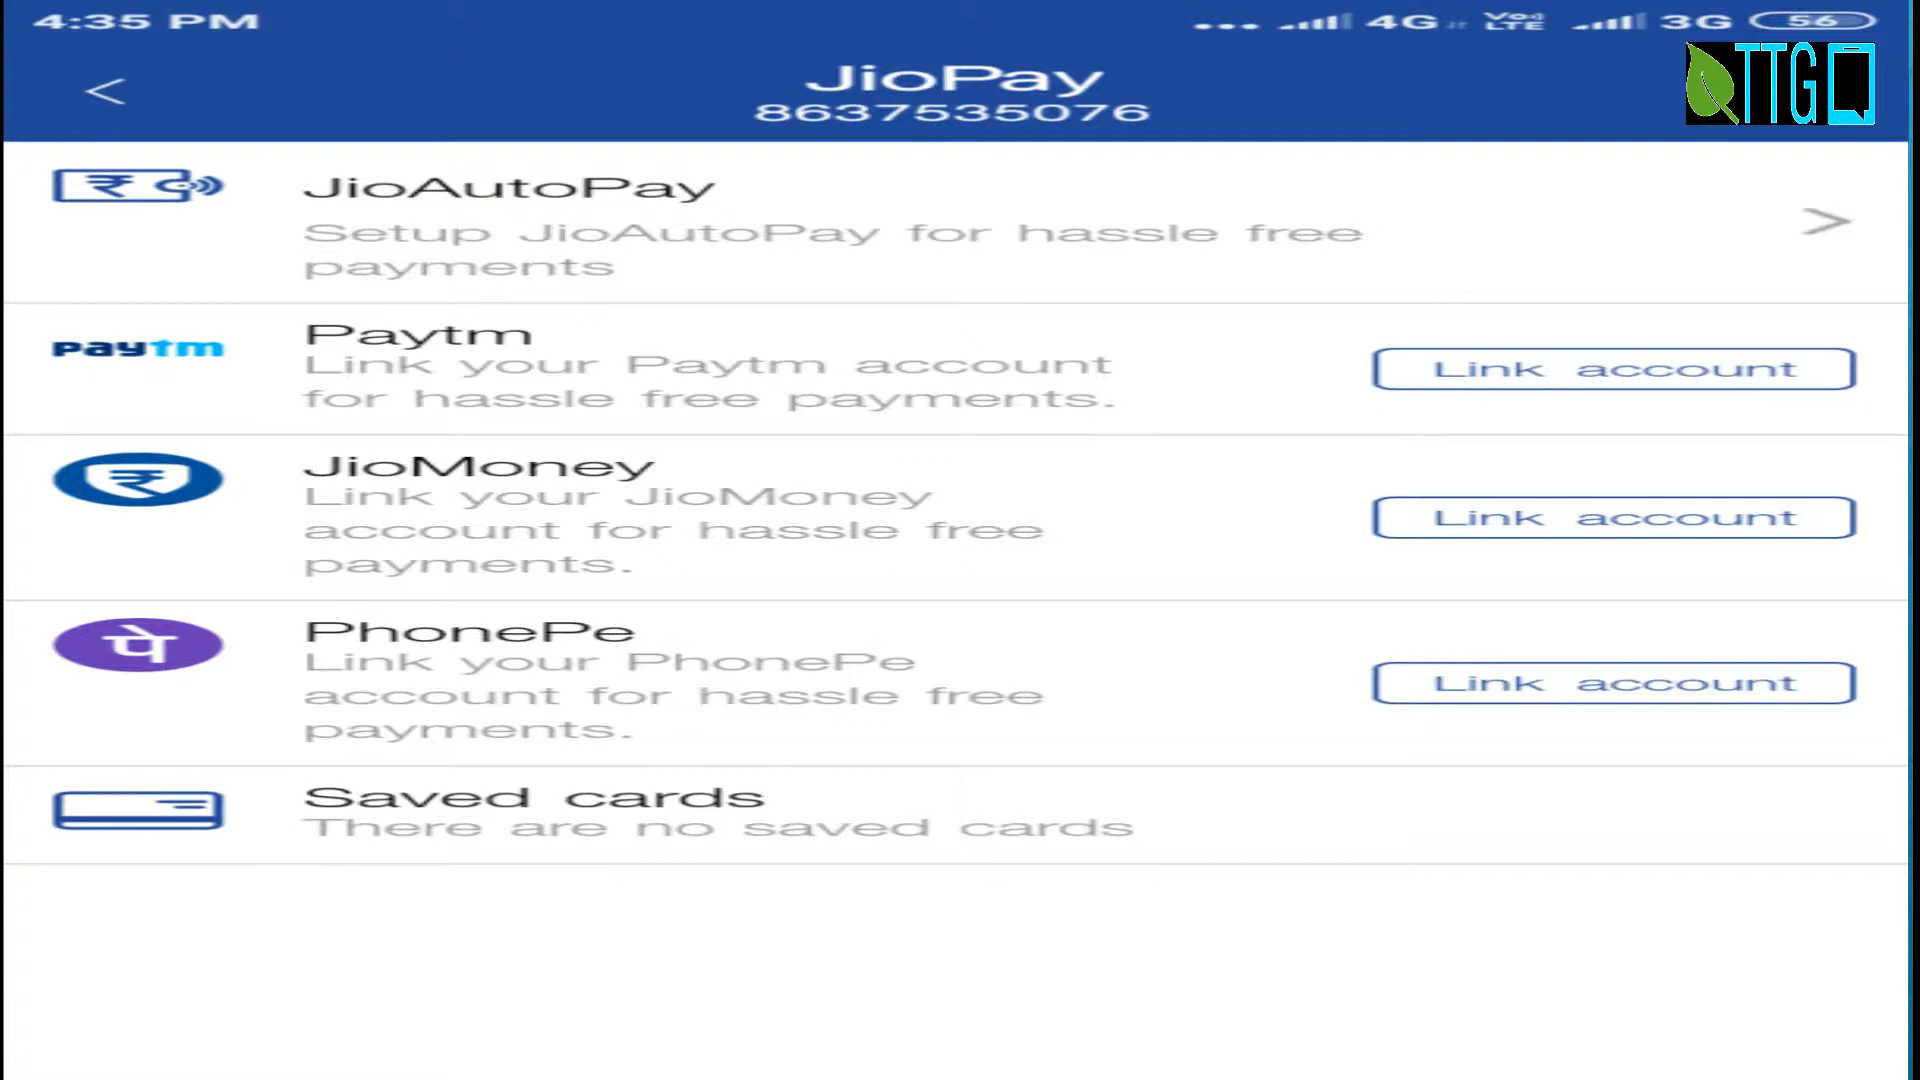 4:35 PM
4G VoLTE 3G 56
TTG
<
JioPay
8637535076
JioAutoPay
Setup JioAutoPay for hassle free
payments
>
paytm
Paytm
Link your Paytm account
for hassle free payments.
Link account
₹
JioMoney
Link your JioMoney
account for hassle free
payments.
Link account
पे
PhonePe
Link your PhonePe
account for hassle free
payments.
Link account
Saved cards
There are no saved cards